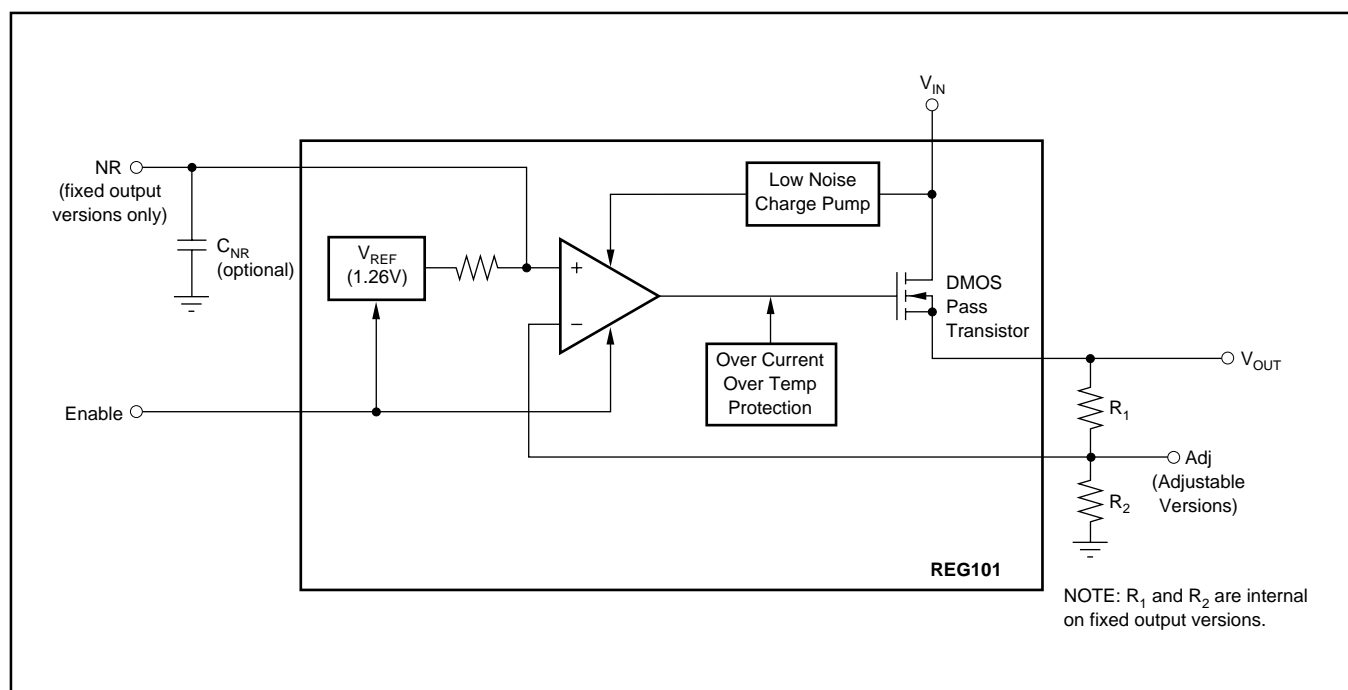 V_IN
NR
(fixed output
versions only)
C_NR
(optional)
V_REF
(1.26V)
+
−
Low Noise
Charge Pump
DMOS
Pass
Transistor
Over Current
Over Temp
Protection
V_OUT
R_1
Enable
Adj
(Adjustable
Versions)
R_2
REG101
NOTE: R_1 and R_2 are internal
on fixed output versions.